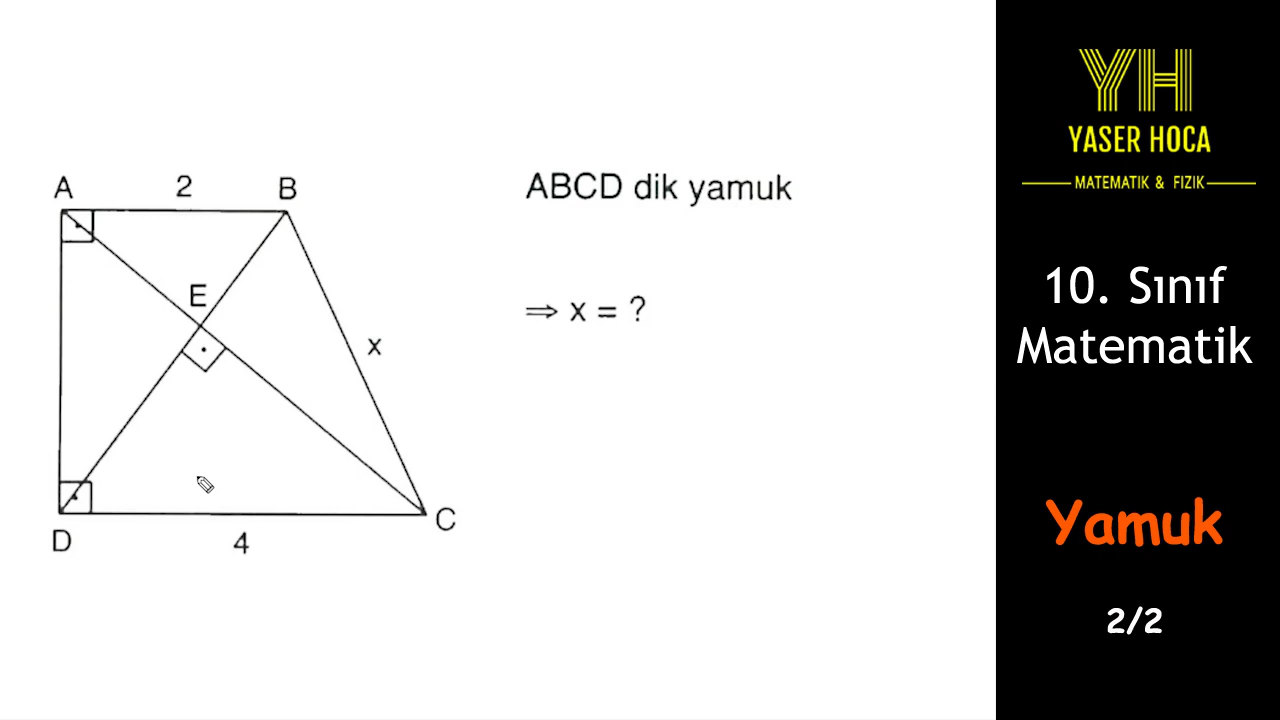 A 2 B
E
x
D 4 C
ABCD dik yamuk
⇒ x = ?
YH
YASER HOCA
MATEMATIK & FIZIK
10. Sınıf
Matematik
Yamuk
2/2